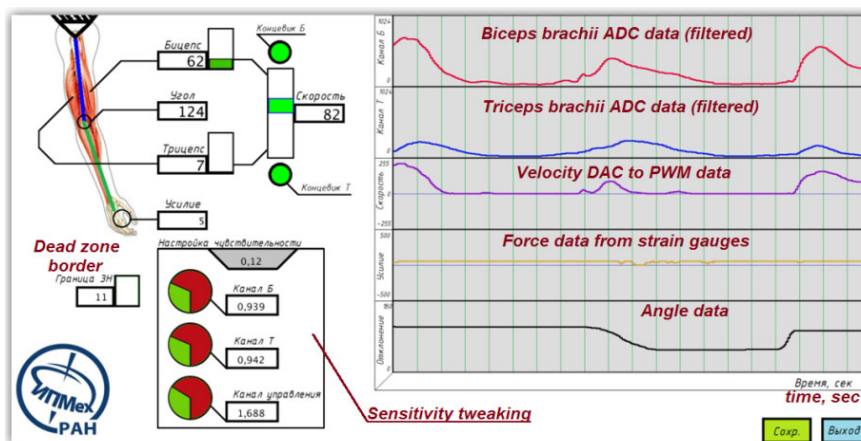 Бицепс
62
Концевик Б
Угол
124
Скорость
82
Трицепс
7
Концевик Т
Усилие
5
Dead zone
border
Граница ЗН
11
Настройка чувствительности
0,12
Канал Б
0,939
Канал Т
0,942
Канал управления
1,688
Sensitivity tweaking
ИПМех
РАН
1024
Канал Б
0
Biceps brachii ADC data (filtered)
1024
Канал Т
0
Triceps brachii ADC data (filtered)
255
Скорость
-255
Velocity DAC to PWM data
500
Усилие
-500
Force data from strain gauges
180
Отклонение
0
Angle data
Время, сек
time, sec
Сохр.
Выход